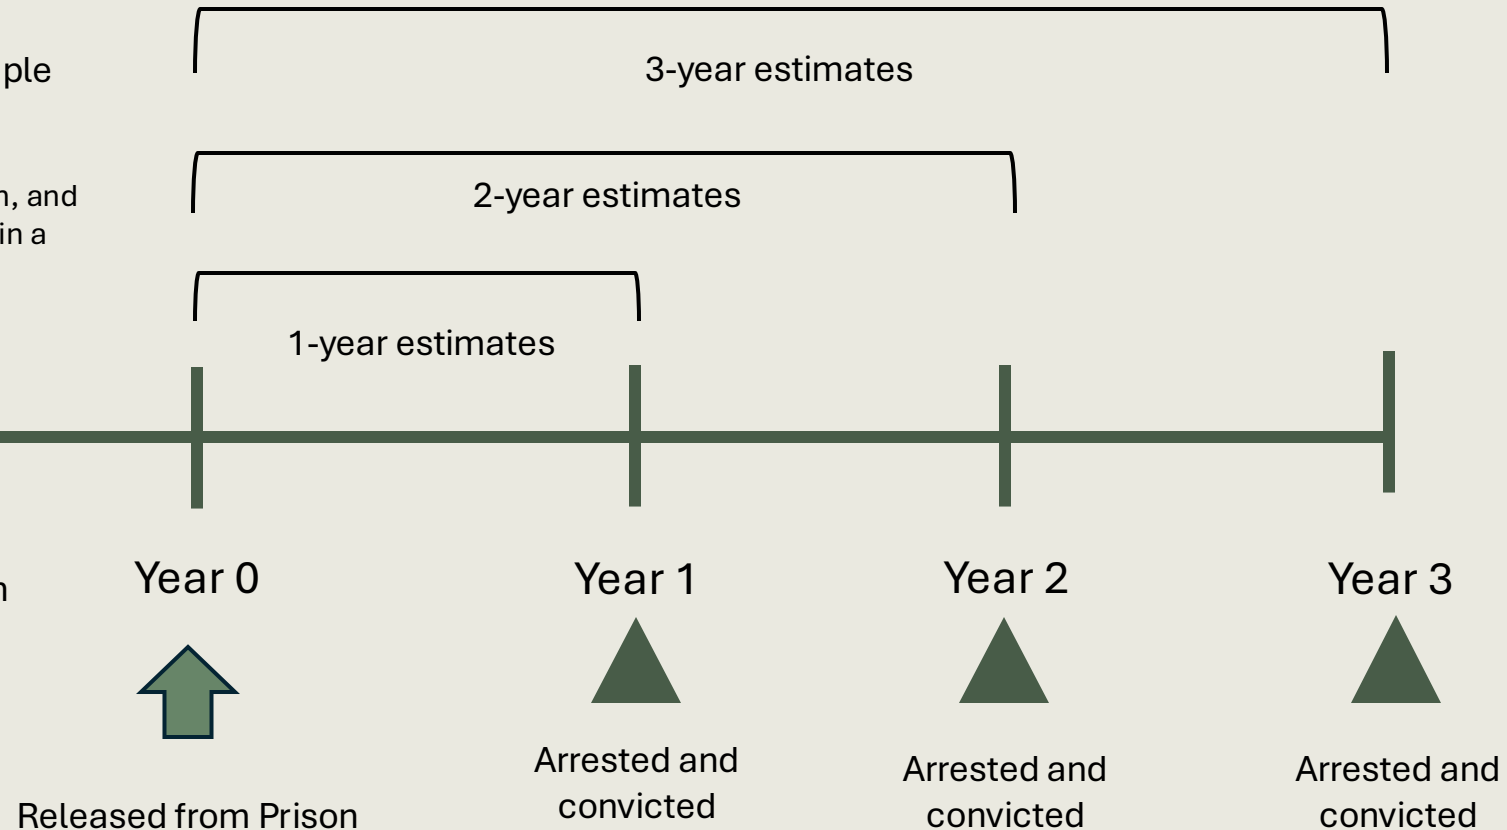 ple
3-year estimates
n, and
in a
2-year estimates
1-year estimates
n
Year 0
Year 1
Year 2
Year 3
Released from Prison
Arrested and
convicted
Arrested and
convicted
Arrested and
convicted